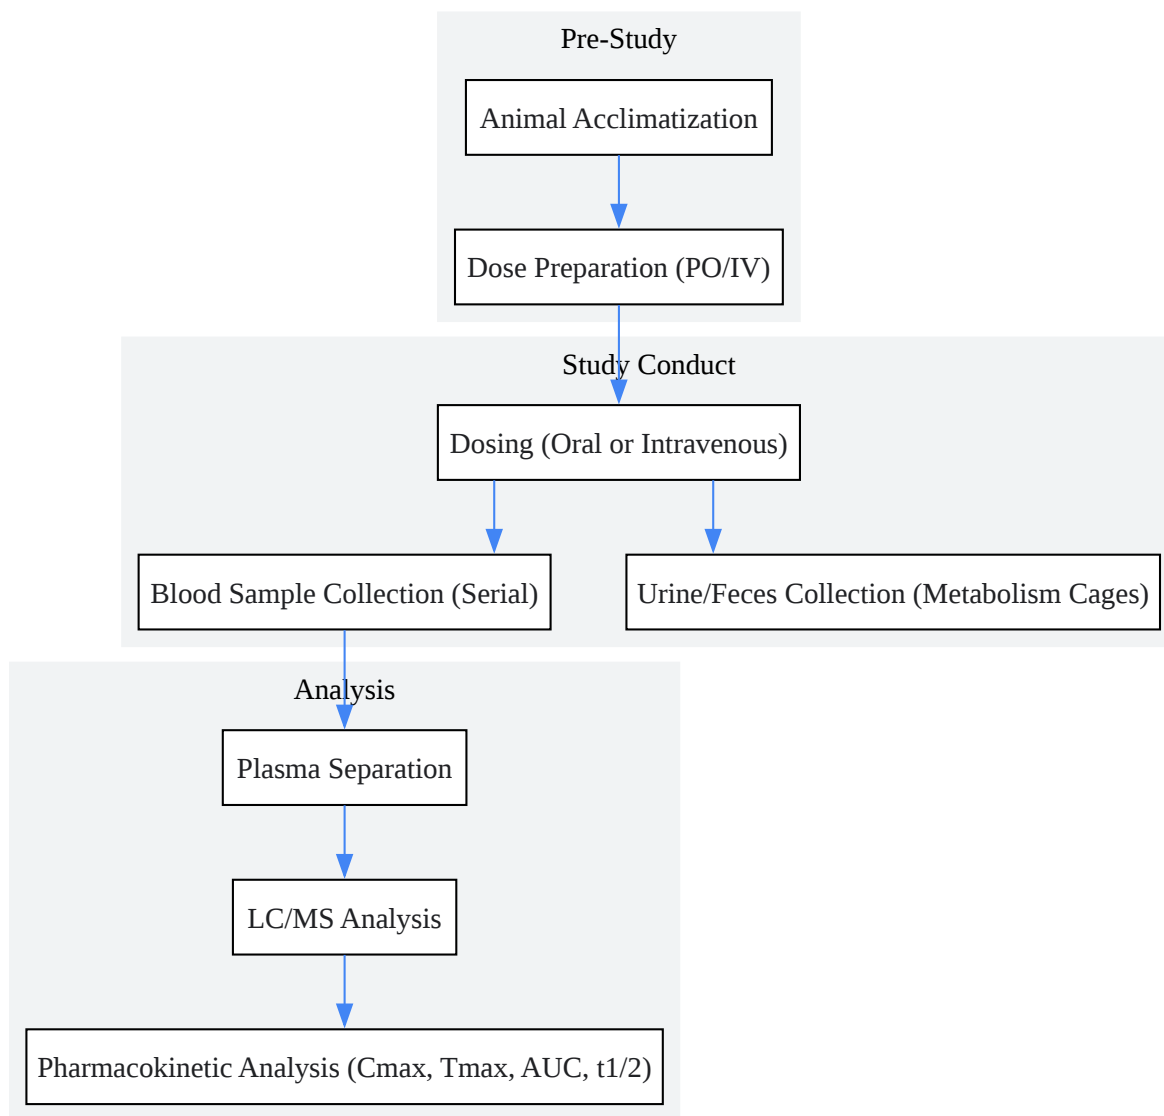 Pre-Study
Animal Acclimatization
Dose Preparation (PO/IV)
Study Conduct
Dosing (Oral or Intravenous)
Blood Sample Collection (Serial)
Urine/Feces Collection (Metabolism Cages)
Analysis
Plasma Separation
LC/MS Analysis
Pharmacokinetic Analysis (Cmax, Tmax, AUC, t1/2)